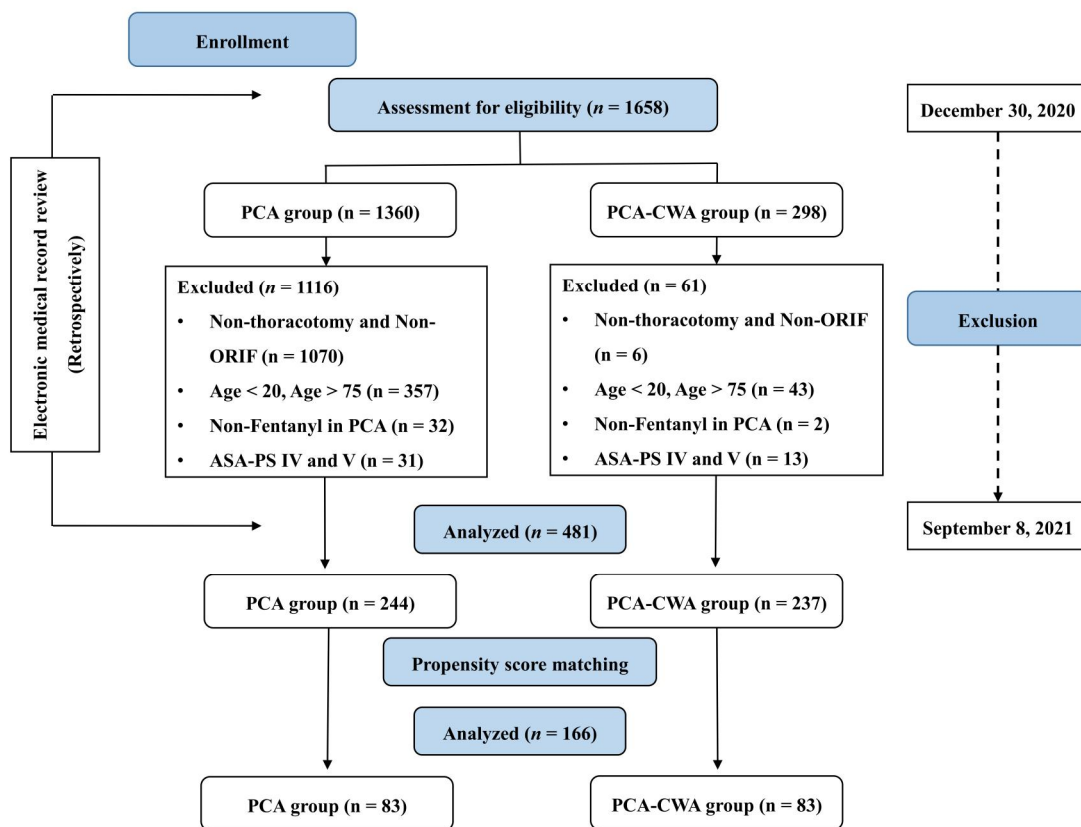 Enrollment
Assessment for eligibility (n = 1658)
December 30, 2020
Electronic medical record review
(Retrospectively)
PCA group (n = 1360)
PCA-CWA group (n = 298)
Excluded (n = 1116)
• Non-thoracotomy and Non-
ORIF (n = 1070)
• Age < 20, Age > 75 (n = 357)
• Non-Fentanyl in PCA (n = 32)
• ASA-PS IV and V (n = 31)
Excluded (n = 61)
• Non-thoracotomy and Non-ORIF
(n = 6)
• Age < 20, Age > 75 (n = 43)
• Non-Fentanyl in PCA (n = 2)
• ASA-PS IV and V (n = 13)
Exclusion
Analyzed (n = 481)
September 8, 2021
PCA group (n = 244)
PCA-CWA group (n = 237)
Propensity score matching
Analyzed (n = 166)
PCA group (n = 83)
PCA-CWA group (n = 83)